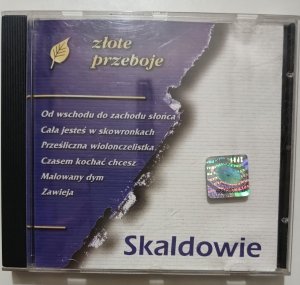 złote
przeboje
Od wschodu do zachodu słońca
Cała jesteś w skowronkach
Prześliczna wiolonczelistka
Czasem kochać chcesz
Malowany dym
Zawieja
Skaldowie